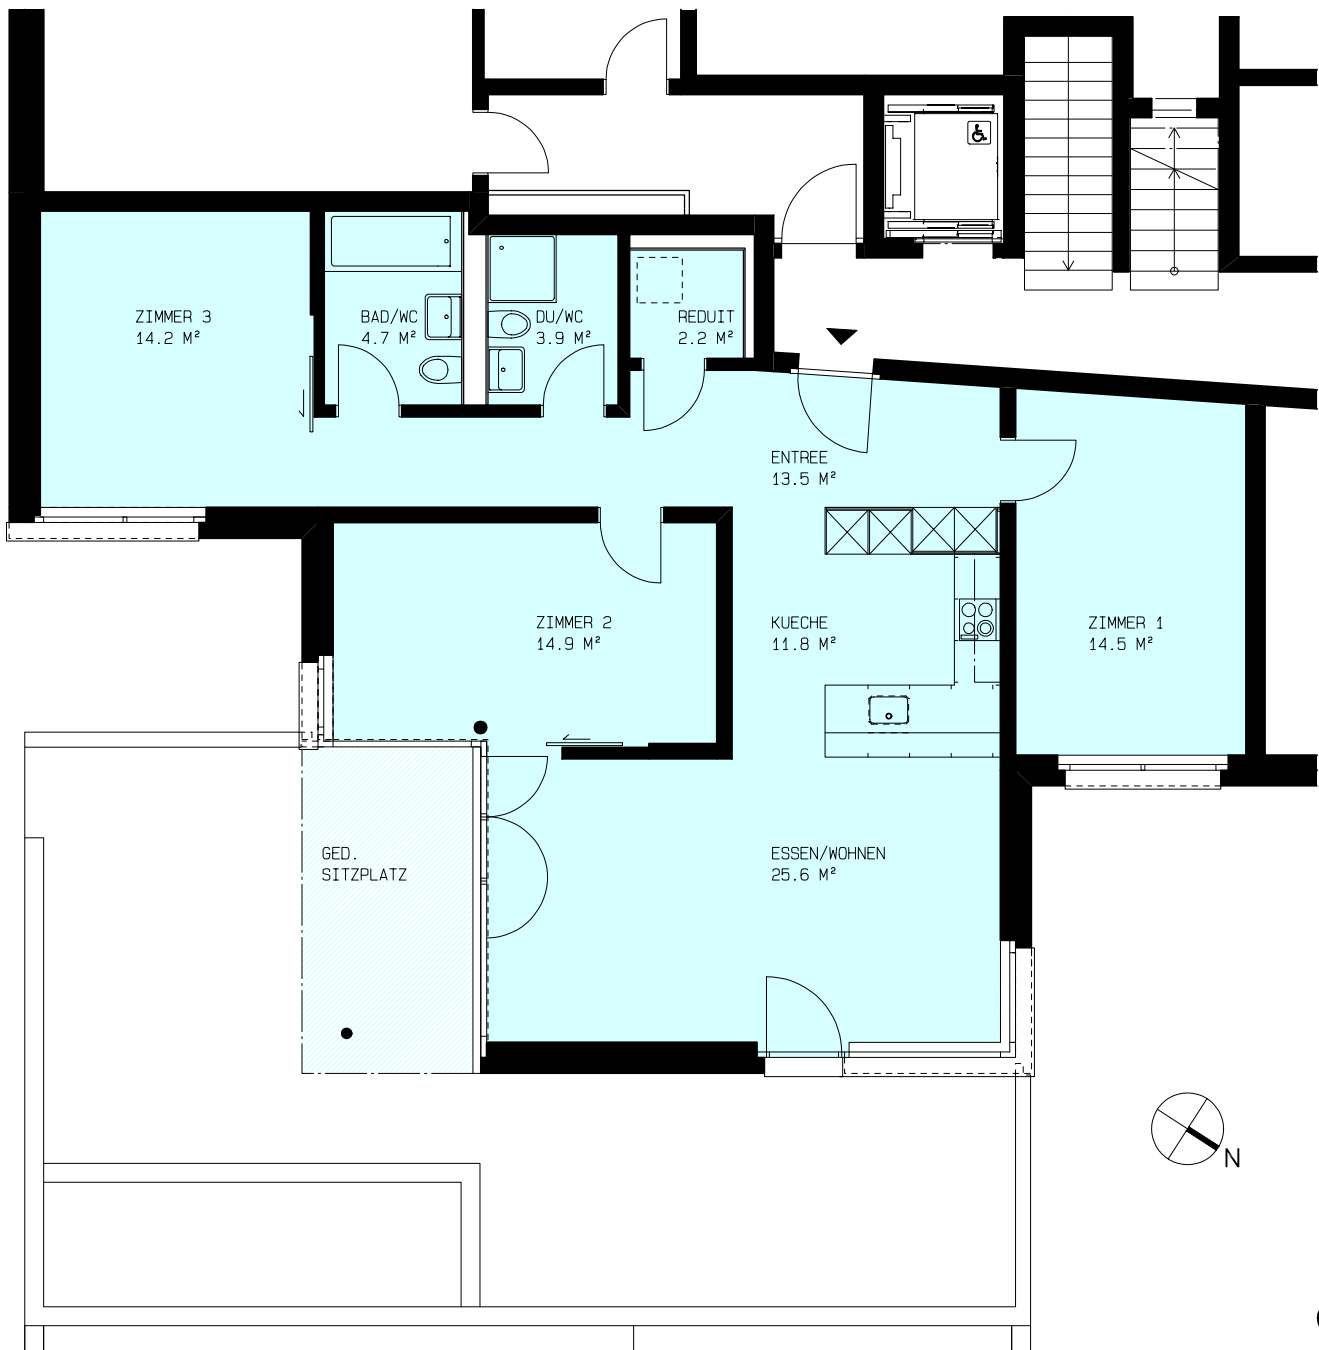 ZIMMER 3
14.2 M²
BAD/WC
4.7 M²
DU/WC
3.9 M²
REDUIT
2.2 M²
ENTREE
13.5 M²
ZIMMER 2
14.9 M²
KUECHE
11.8 M²
ZIMMER 1
14.5 M²
GED.
SITZPLATZ
ESSEN/WOHNEN
25.6 M²
N